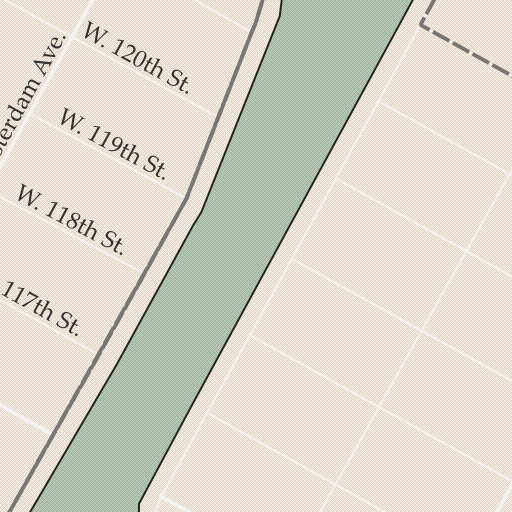 W. 120th St.
sterdam Ave.
W. 119th St.
W. 118th St.
117th St.